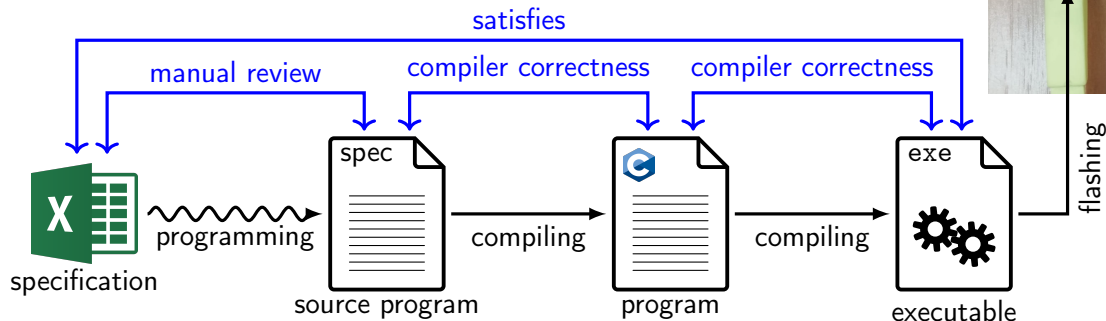 satisfies
manual review
compiler correctness
compiler correctness
spec
C
exe
X
programming
compiling
compiling
flashing
specification
source program
program
executable